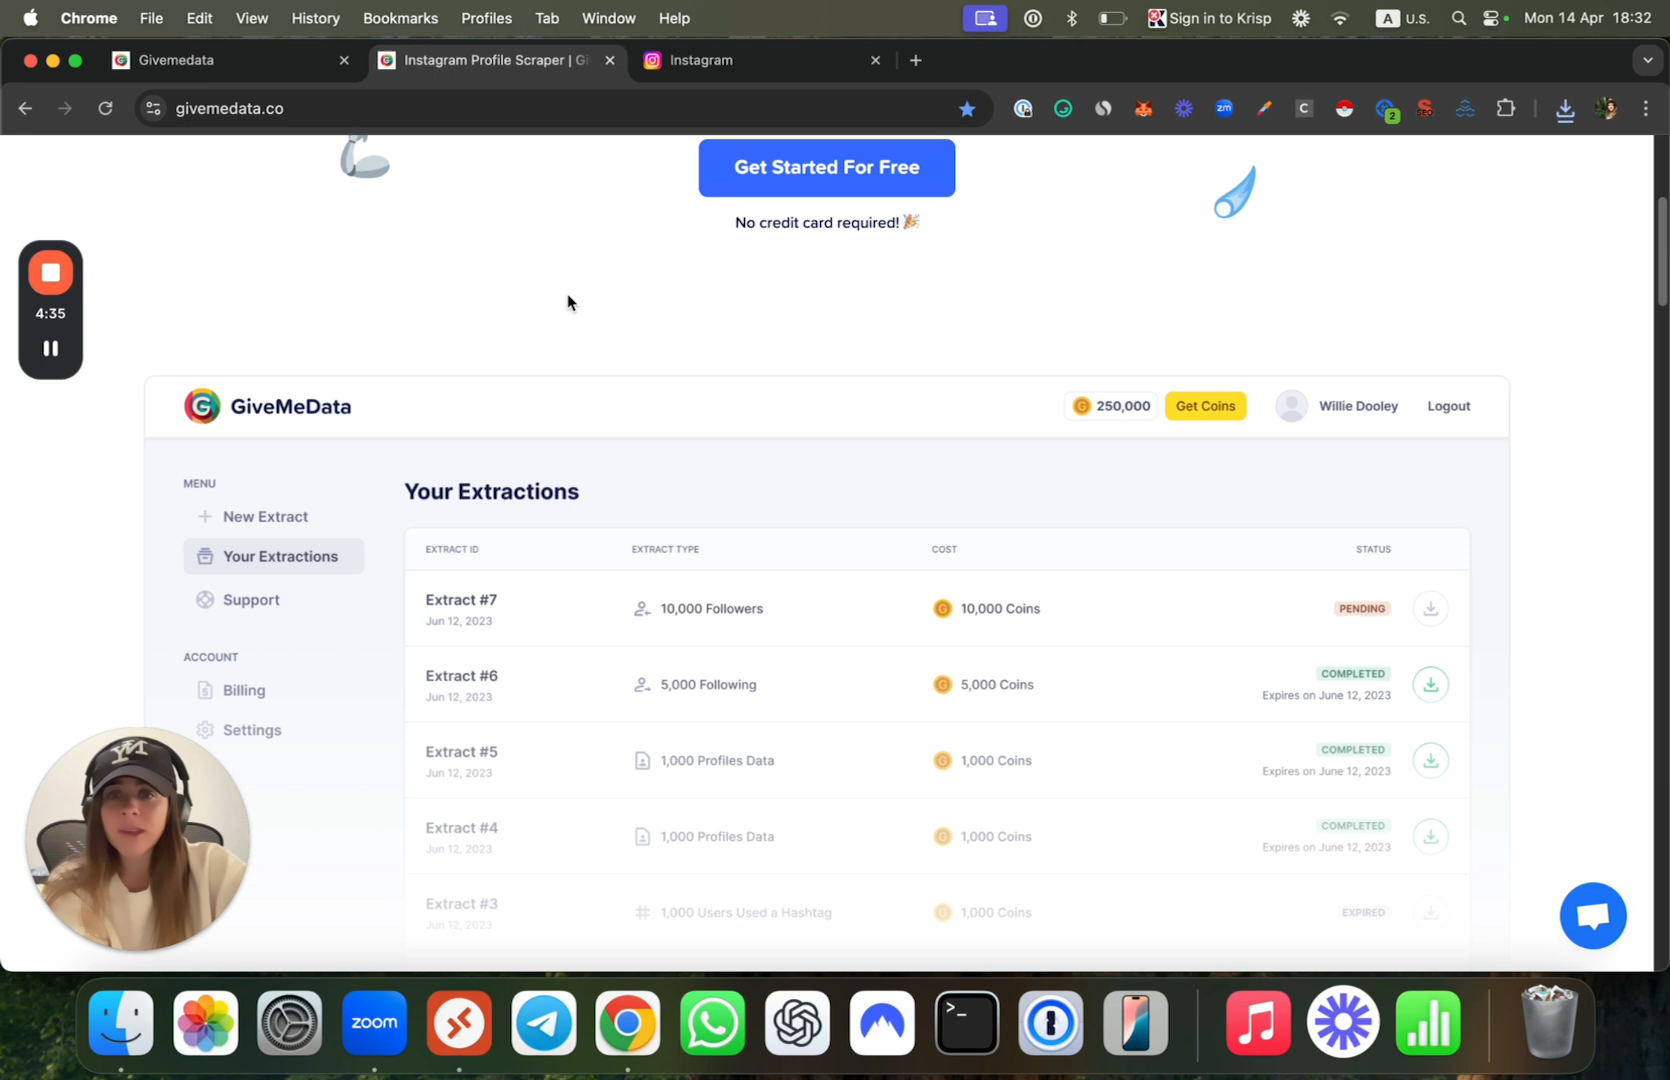 Chrome File Edit View History Bookmarks Profiles Tab Window Help
Sign in to Krisp
A U.S.
Mon 14 Apr 18:32
Givemedata
Instagram Profile Scraper | Gi
Instagram
givemedata.co
zm
C
2
SEO
Get Started For Free
No credit card required!
4:35
GiveMeData
250,000
Get Coins
Willie Dooley
Logout
MENU
New Extract
Your Extractions
Support
ACCOUNT
Billing
Settings
Your Extractions
EXTRACT ID EXTRACT TYPE COST STATUS
Extract #7
Jun 12, 2023
10,000 Followers
10,000 Coins
PENDING
Extract #6
Jun 12, 2023
5,000 Following
5,000 Coins
COMPLETED
Expires on June 12, 2023
Extract #5
Jun 12, 2023
1,000 Profiles Data
1,000 Coins
COMPLETED
Expires on June 12, 2023
Extract #4
Jun 12, 2023
1,000 Profiles Data
1,000 Coins
COMPLETED
Expires on June 12, 2023
Extract #3
Jun 12, 2023
1,000 Users Used a Hashtag
1,000 Coins
EXPIRED
zoom